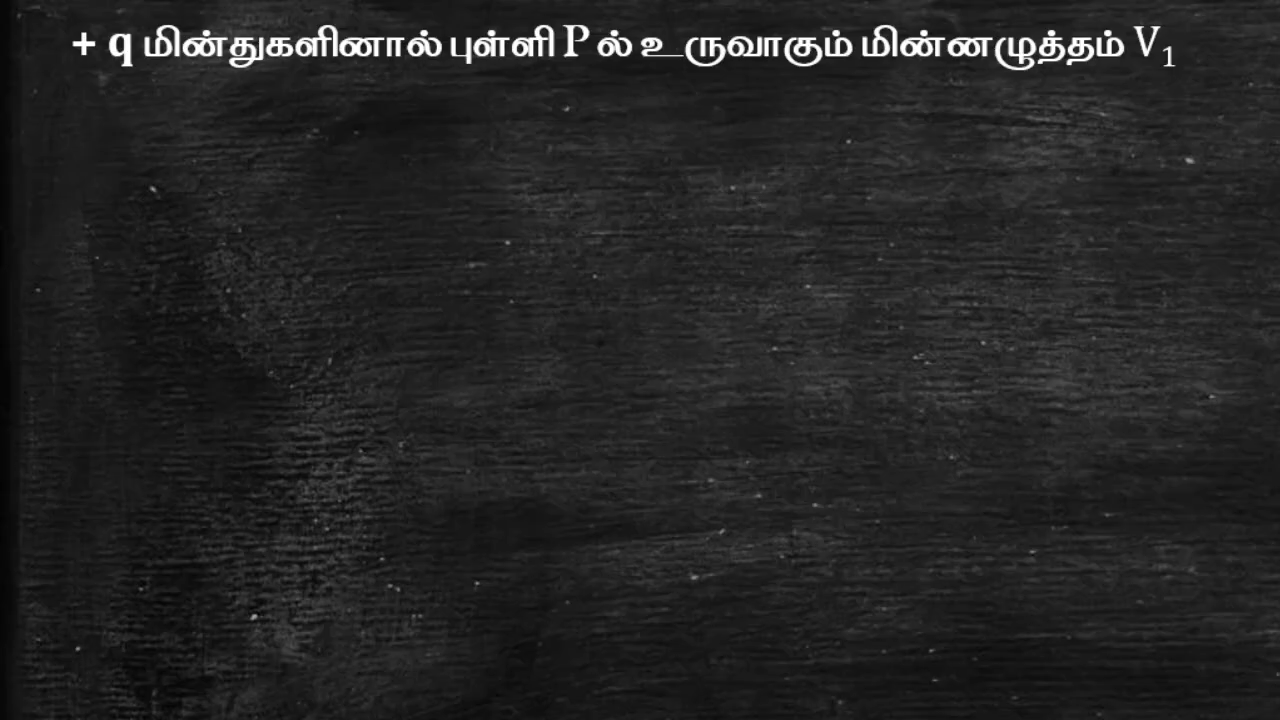 + q மின்துகளினால் புள்ளி P ல் உருவாகும் மின்னழுத்தம் V₁